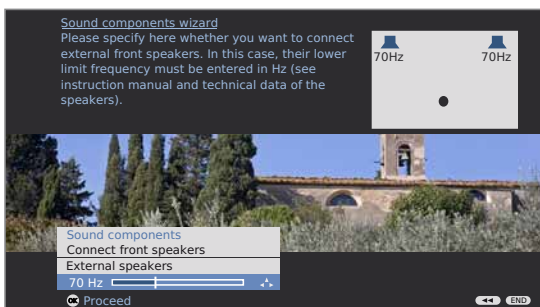 Sound components wizard
Please specify here whether you want to connect
external front speakers. In this case, their lower
limit frequency must be entered in Hz (see
instruction manual and technical data of the
speakers).
70Hz 70Hz
Sound components
Connect front speakers
External speakers
70 Hz
OK Proceed
END